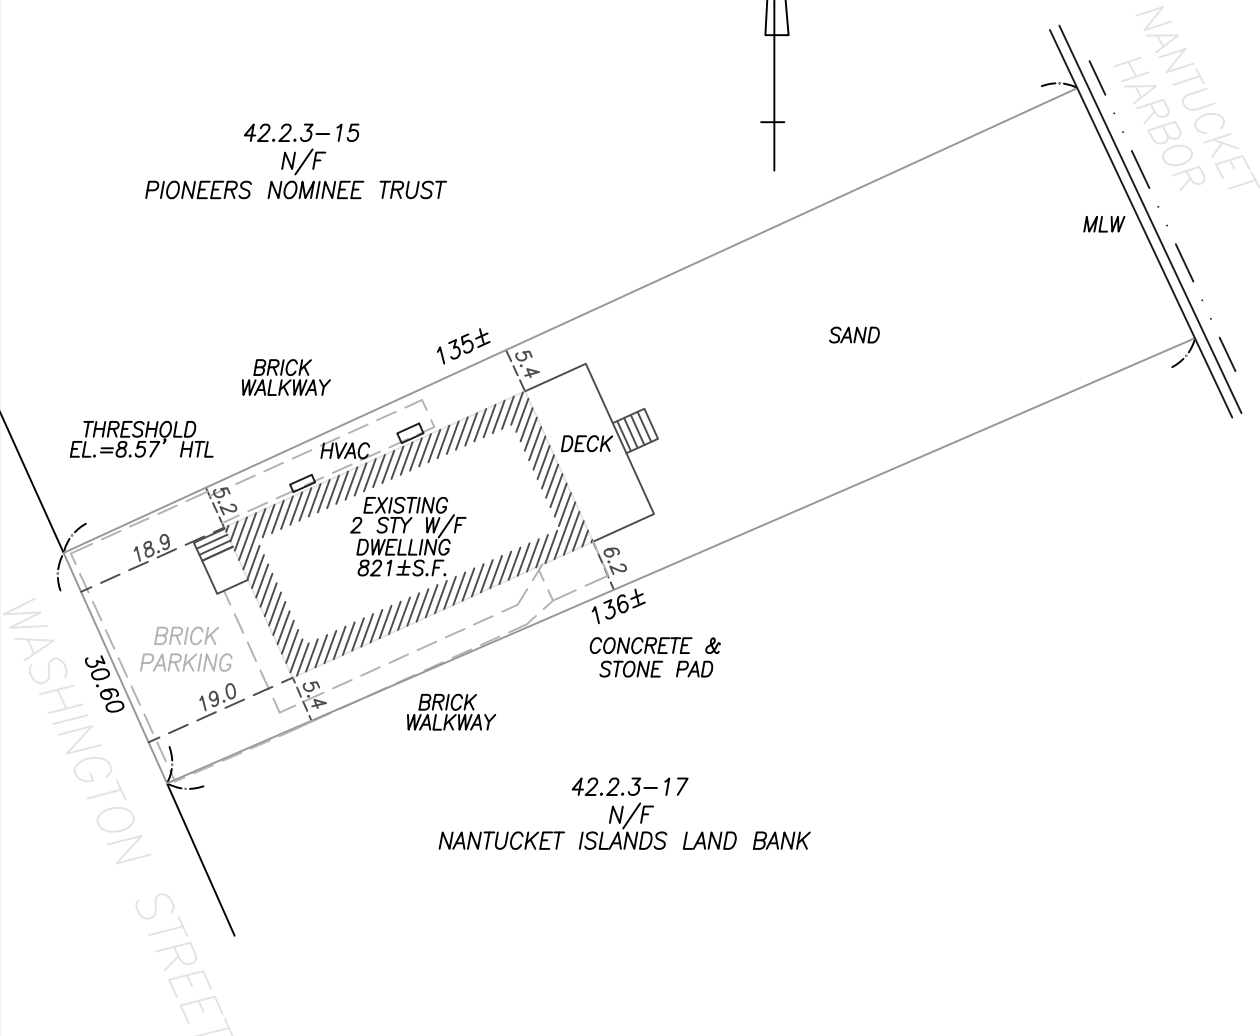 NANTUCKET
HARBOR
42.2.3-15
N/F
PIONEERS NOMINEE TRUST
MLW
SAND
135±
5.4
BRICK
WALKWAY
THRESHOLD
EL.=8.57' HTL
HVAC
DECK
5.2
EXISTING
2 STY W/F
DWELLING
821±S.F.
18.9
6.2
136±
BRICK
PARKING
CONCRETE &
STONE PAD
30.60
19.0
5.4
BRICK
WALKWAY
42.2.3-17
N/F
NANTUCKET ISLANDS LAND BANK
WASHINGTON STREET